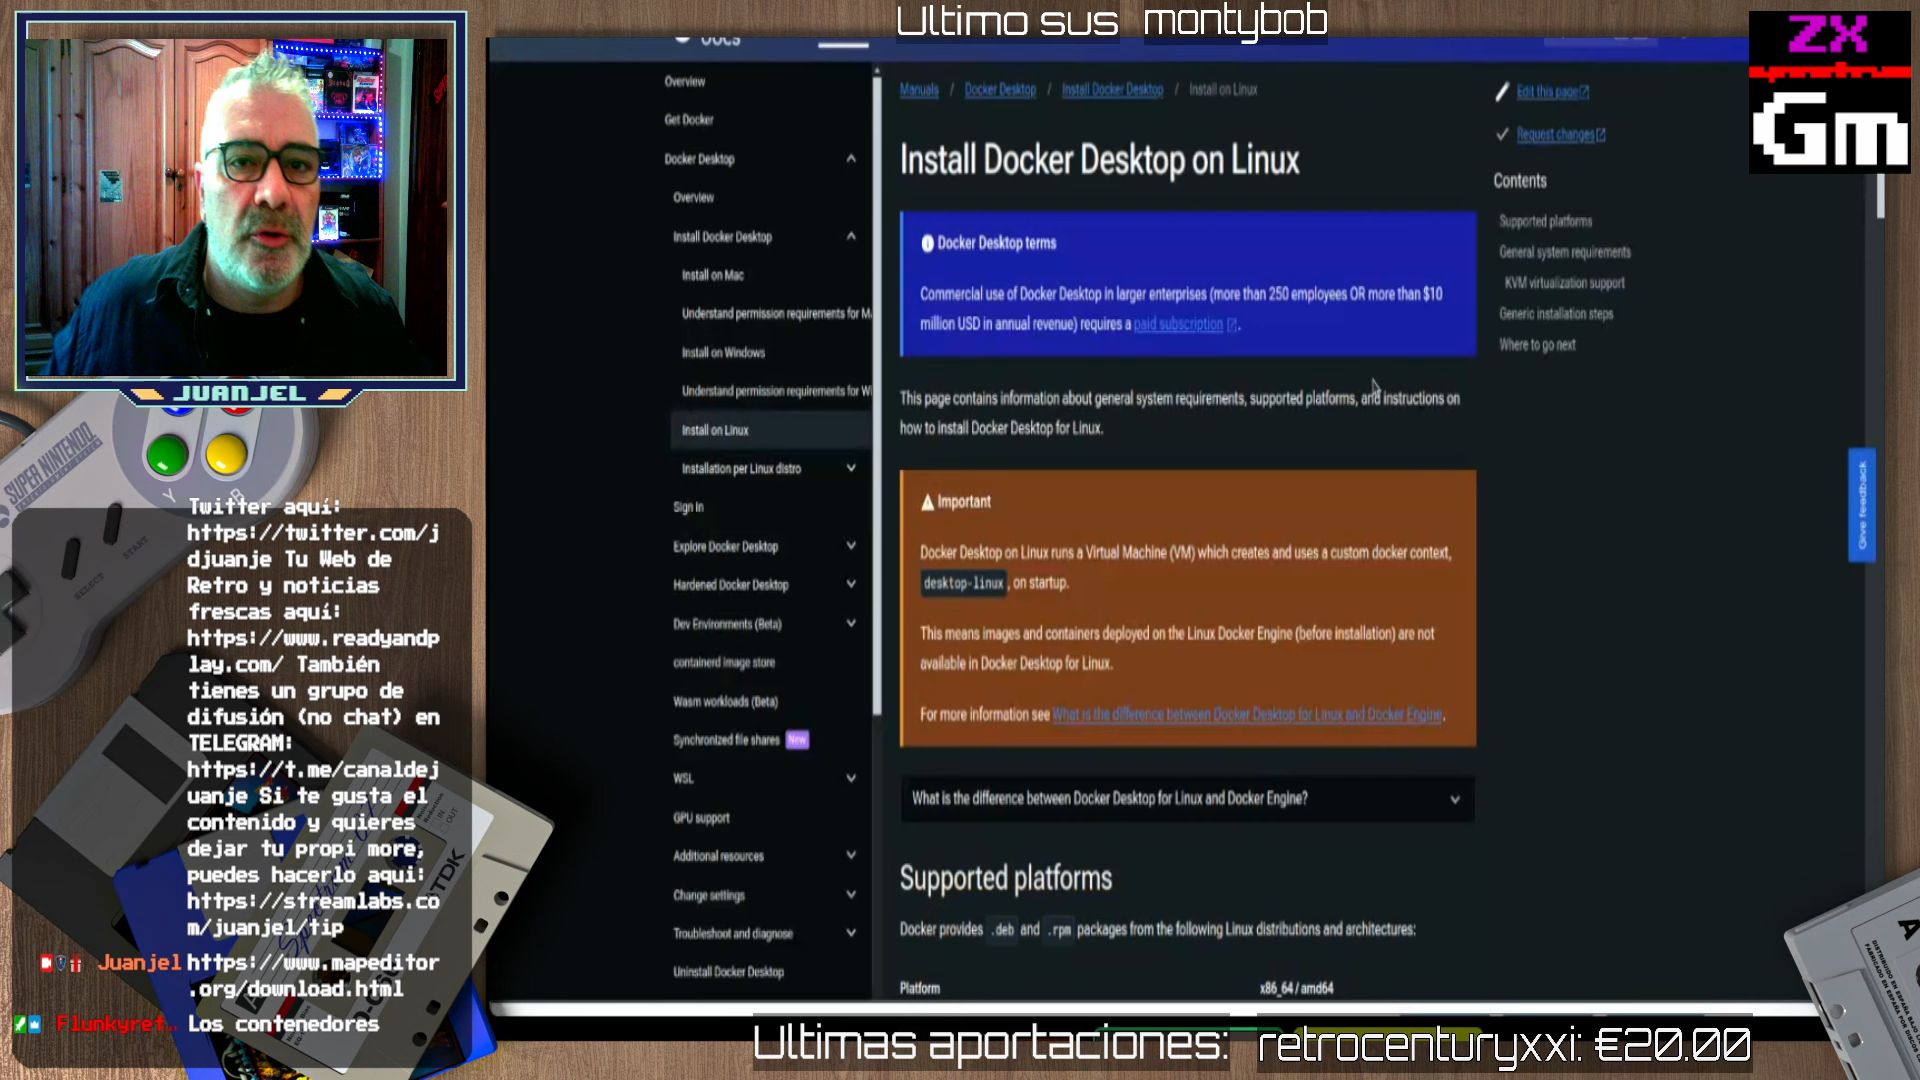 Ultimo sus montybob
ZX
Gm
JUANJEL
SUPER NINTENDO
Y
B
SELECT
START
Twitter aquí:
https://twitter.com/j
djuanje Tu Web de
Retro y noticias
frescas aquí:
https://www.readyandp
lay.com/ También
tienes un grupo de
difusión (no chat) en
TELEGRAM:
https://t.me/canaldej
uanje Si te gusta el
contenido y quieres
dejar tu propi more,
puedes hacerlo aqui:
https://streamlabs.co
m/juanjel/tip
Juanjel https://www.mapeditor
.org/download.html
Flunkyret… Los contenedores
TDK
Overview
Get Docker
Docker Desktop
Overview
Install Docker Desktop
Install on Mac
Understand permission requirements for M
Install on Windows
Understand permission requirements for Wi
Install on Linux
Installation per Linux distro
Sign in
Explore Docker Desktop
Hardened Docker Desktop
Dev Environments (Beta)
containerd image store
Wasm workloads (Beta)
Synchronized file shares New
WSL
GPU support
Additional resources
Change settings
Troubleshoot and diagnose
Uninstall Docker Desktop
Manuals / Docker Desktop / Install Docker Desktop / Install on Linux
Install Docker Desktop on Linux
Docker Desktop terms
Commercial use of Docker Desktop in larger enterprises (more than 250 employees OR more than $10
million USD in annual revenue) requires a paid subscription.
This page contains information about general system requirements, supported platforms, and instructions on
how to install Docker Desktop for Linux.
Important
Docker Desktop on Linux runs a Virtual Machine (VM) which creates and uses a custom docker context,
desktop-linux, on startup.
This means images and containers deployed on the Linux Docker Engine (before installation) are not
available in Docker Desktop for Linux.
For more information see What is the difference between Docker Desktop for Linux and Docker Engine.
What is the difference between Docker Desktop for Linux and Docker Engine?
Supported platforms
Docker provides .deb and .rpm packages from the following Linux distributions and architectures:
Platform x86_64 / amd64
Edit this page
Request changes
Contents
Supported platforms
General system requirements
KVM virtualization support
Generic installation steps
Where to go next
Give feedback
Ultimas aportaciones: retrocenturyxxi: €20.00